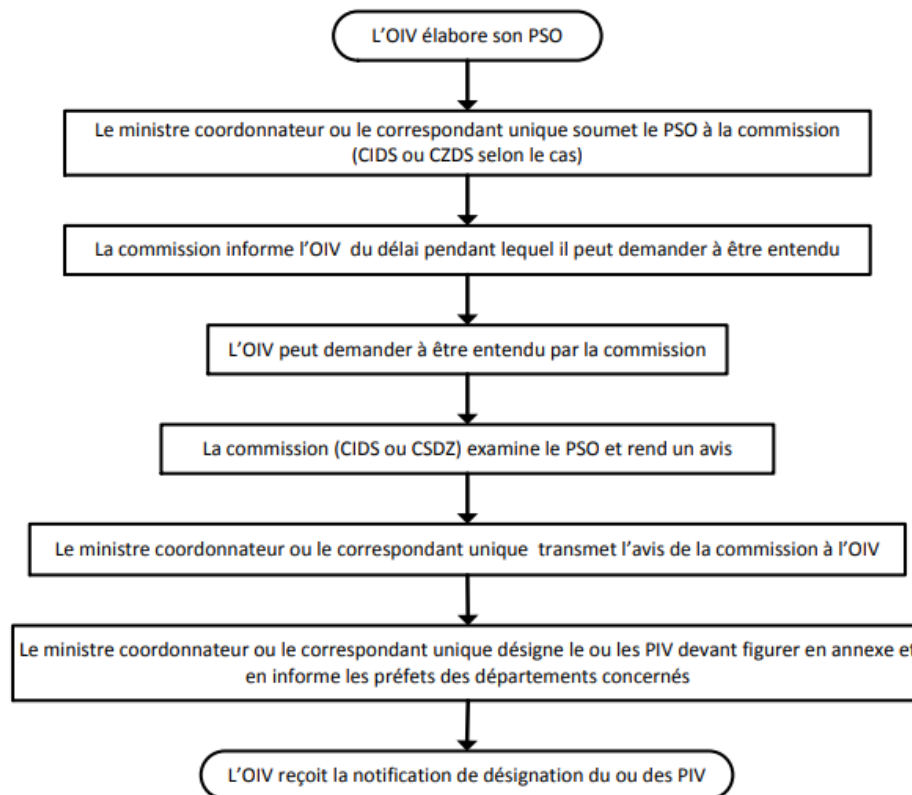 L'OIV élabore son PSO
Le ministre coordonnateur ou le correspondant unique soumet le PSO à la commission
(CIDS ou CZDS selon le cas)
La commission informe l'OIV du délai pendant lequel il peut demander à être entendu
L'OIV peut demander à être entendu par la commission
La commission (CIDS ou CSDZ) examine le PSO et rend un avis
Le ministre coordonnateur ou le correspondant unique transmet l'avis de la commission à l'OIV
Le ministre coordonnateur ou le correspondant unique désigne le ou les PIV devant figurer en annexe et
en informe les préfets des départements concernés
L'OIV reçoit la notification de désignation du ou des PIV